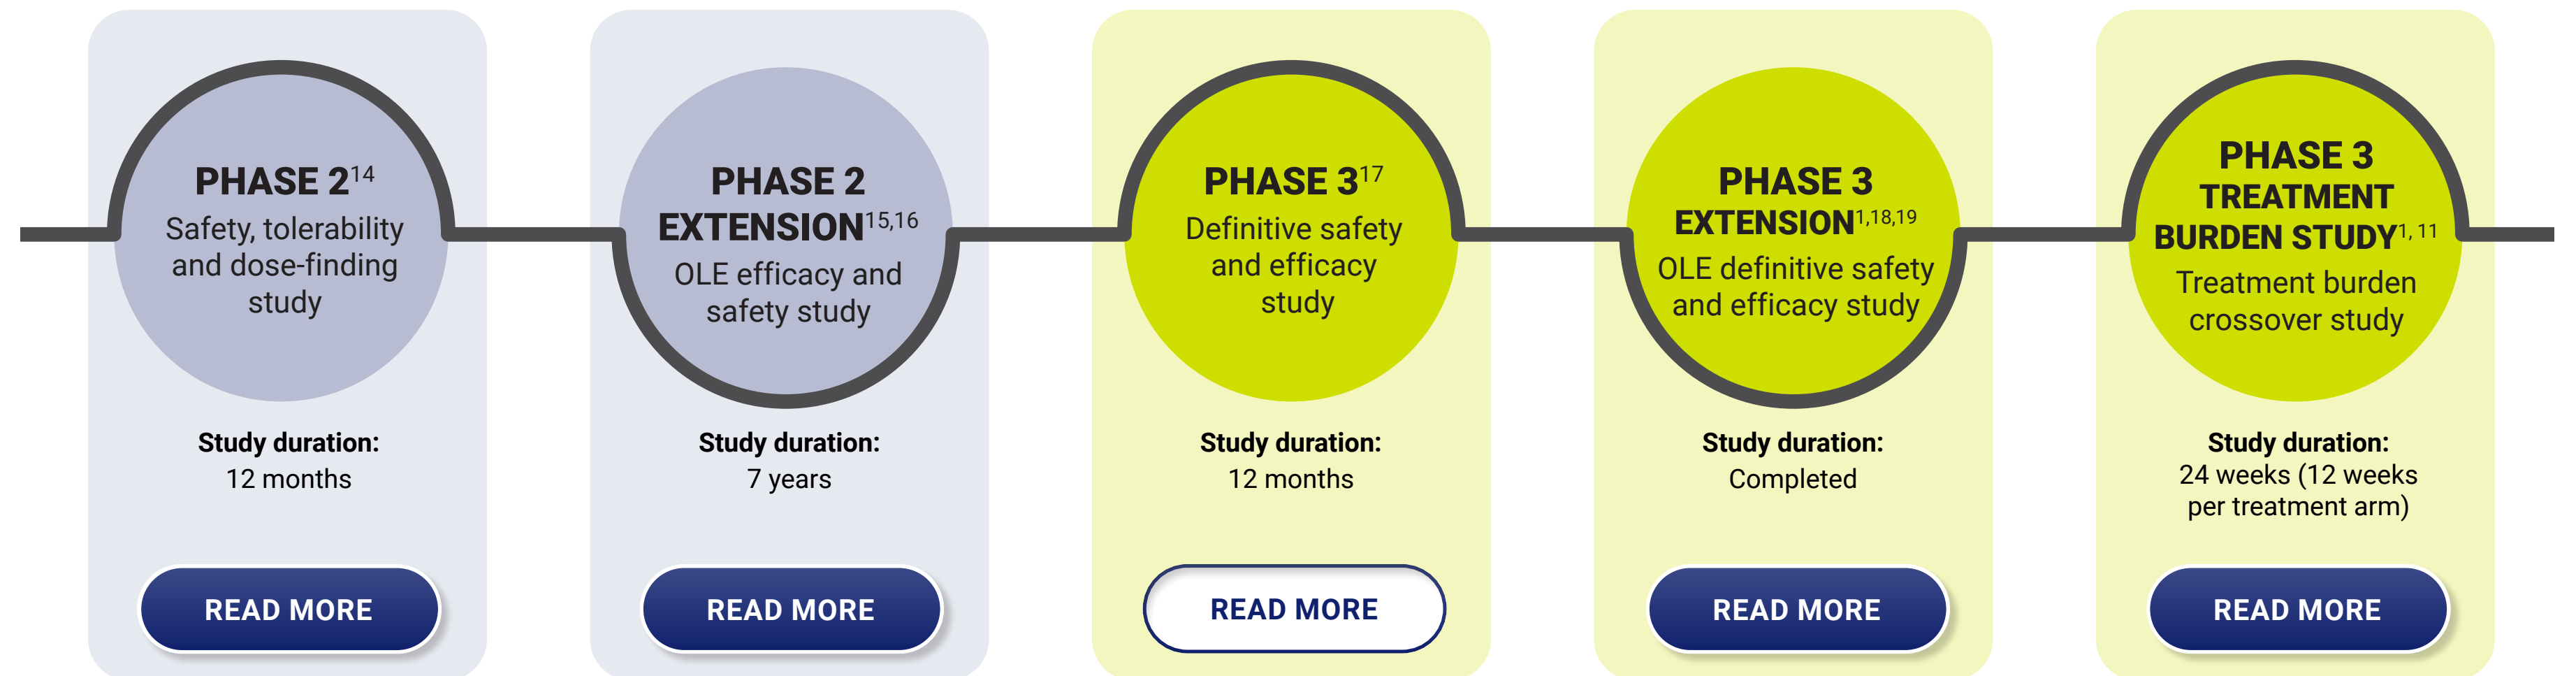 PHASE 2¹⁴
Safety, tolerability
and dose-finding
study
Study duration:
12 months
READ MORE
PHASE 2
EXTENSION¹⁵,¹⁶
OLE efficacy and
safety study
Study duration:
7 years
READ MORE
PHASE 3¹⁷
Definitive safety
and efficacy
study
Study duration:
12 months
READ MORE
PHASE 3
EXTENSION¹,¹⁸,¹⁹
OLE definitive safety
and efficacy study
Study duration:
Completed
READ MORE
PHASE 3
TREATMENT
BURDEN STUDY¹, ¹¹
Treatment burden
crossover study
Study duration:
24 weeks (12 weeks
per treatment arm)
READ MORE